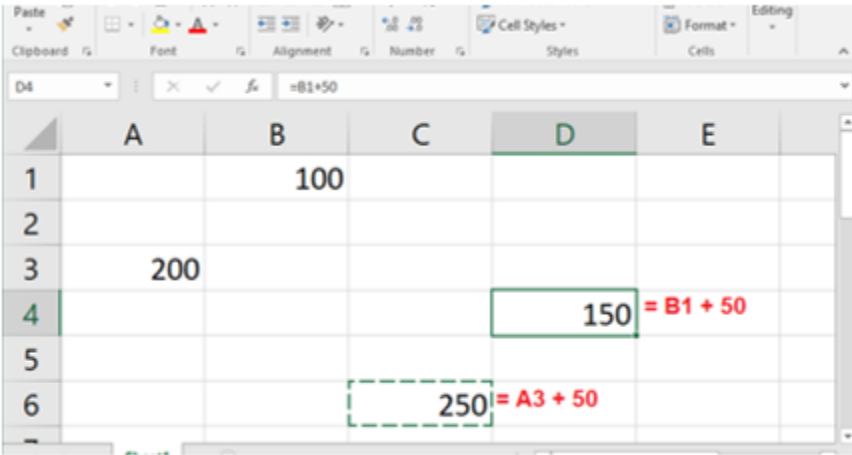 Paste
Cell Styles
Format
Editing
Clipboard
Font
Alignment
Number
Styles
Cells
D4
fx
=B1+50
A B C D E
1 100
2
3 200
4 150 = B1 + 50
5
6 250 = A3 + 50